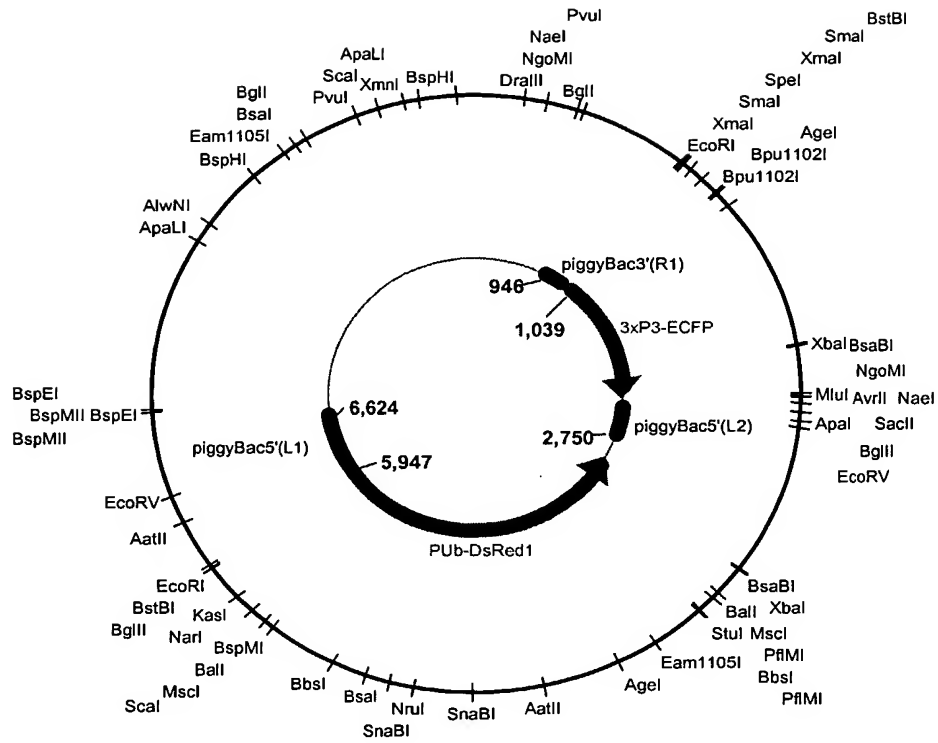 PvuI
NaeI
NgoMI
DraIII
BglI
BstBI
SmaI
XmaI
SpeI
SmaI
XmaI
EcoRI
AgeI
Bpu1102I
Bpu1102I
ApaLI
ScaI XmnI BspHI
PvuI
BglI
BsaI
Eam1105I
BspHI
AlwNI
ApaLI
piggyBac3'(R1)
946
1,039
3xP3-ECFP
XbaI BsaBI
NgoMI
MluI AvrII NaeI
ApaI SacII
BglII
EcoRV
BspEI
BspMII BspEI
BspMII
6,624
piggyBac5'(L1)
5,947
2,750
piggyBac5'(L2)
PUb-DsRed1
EcoRV
AatII
EcoRI
BstBI KasI
BglII NarI BspMI
BalI
MscI
ScaI
BbsI
BsaI
NruI
SnaBI
SnaBI
AatII
AgeI
Eam1105I
BsaBI
BalI XbaI
StuI MscI
PflMI
BbsI
PflMI